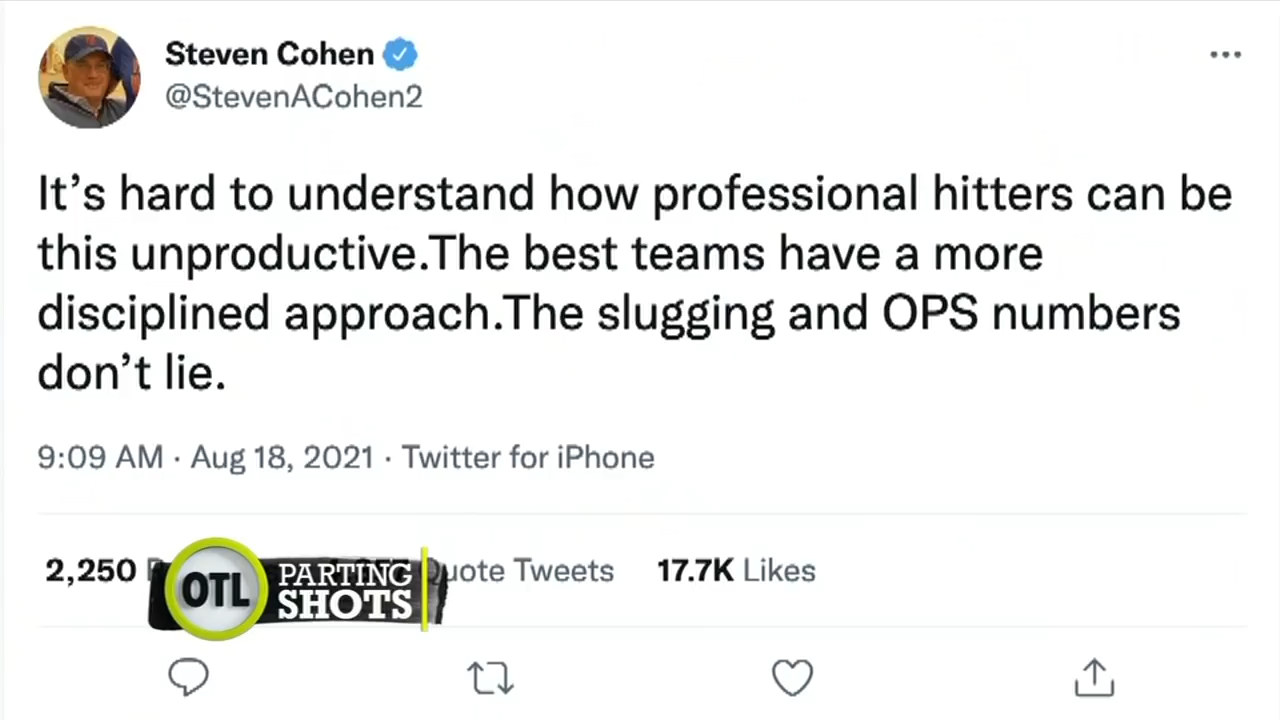 Steven Cohen
@StevenACohen2
It’s hard to understand how professional hitters can be
this unproductive.The best teams have a more
disciplined approach.The slugging and OPS numbers
don’t lie.
9:09 AM · Aug 18, 2021 · Twitter for iPhone
2,250 Quote Tweets 17.7K Likes
OTL PARTING
SHOTS